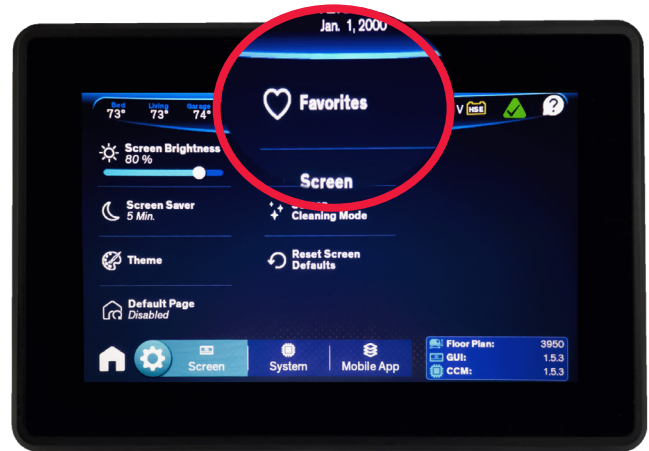 Jan. 1, 2000
Bed Living Garage
73° 73° 74°
V HSE ?
Favorites
Screen Brightness
80 %
Screen
Screen Saver
5 Min.
Cleaning Mode
Theme
Reset Screen
Defaults
Default Page
Disabled
Screen System Mobile App
Floor Plan: 3950
GUI: 1.5.3
CCM: 1.5.3